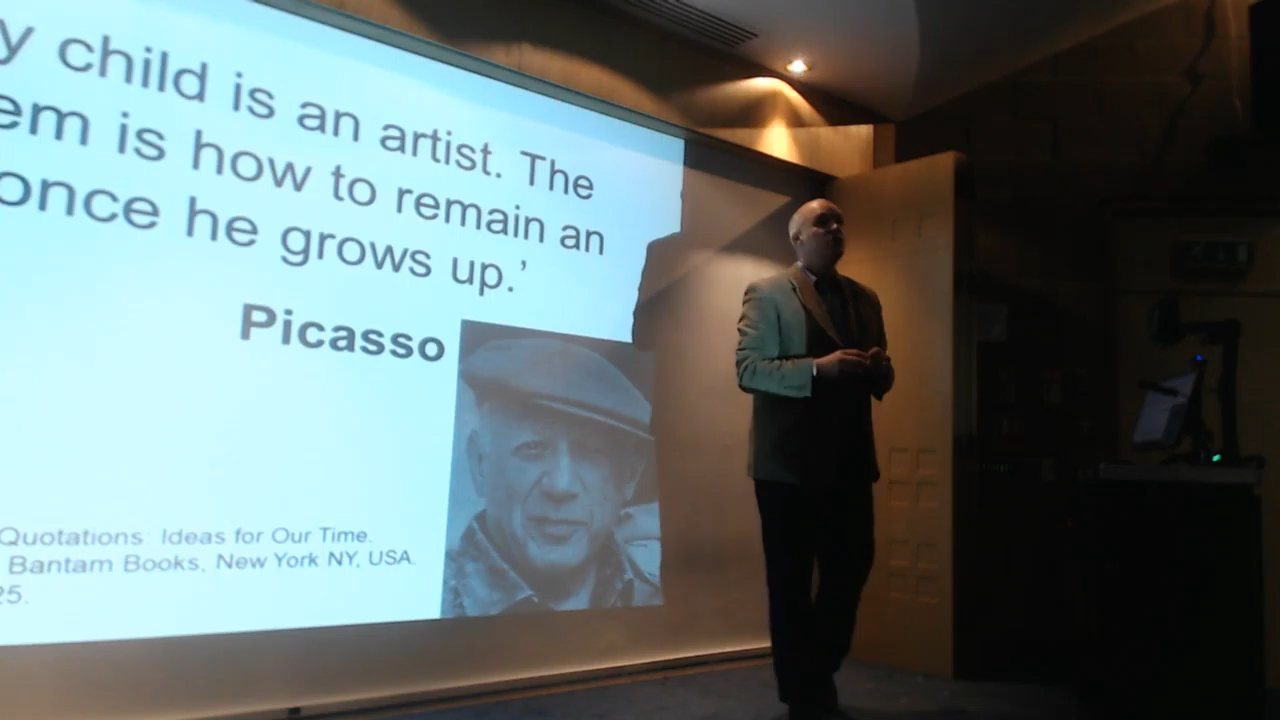 y child is an artist. The
em is how to remain an
once he grows up.’
Picasso
Quotations: Ideas for Our Time.
Bantam Books, New York NY, USA.
25.